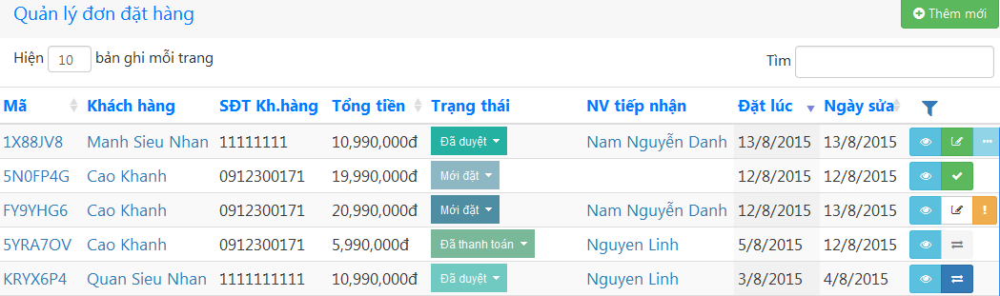 Quản lý đơn đặt hàng Thêm mới
Hiện 10 bản ghi mỗi trang Tìm
Mã Khách hàng SĐT Kh.hàng Tổng tiền Trạng thái NV tiếp nhận Đặt lúc Ngày sửa
1X88JV8 Manh Sieu Nhan 11111111 10,990,000đ Đã duyệt Nam Nguyễn Danh 13/8/2015 13/8/2015
5N0FP4G Cao Khanh 0912300171 19,990,000đ Mới đặt 12/8/2015 12/8/2015
FY9YHG6 Cao Khanh 0912300171 20,990,000đ Mới đặt Nam Nguyễn Danh 12/8/2015 13/8/2015
5YRA7OV Cao Khanh 0912300171 5,990,000đ Đã thanh toán Nguyen Linh 5/8/2015 12/8/2015
KRYX6P4 Quan Sieu Nhan 1111111111 10,990,000đ Đã duyệt Nguyen Linh 3/8/2015 4/8/2015